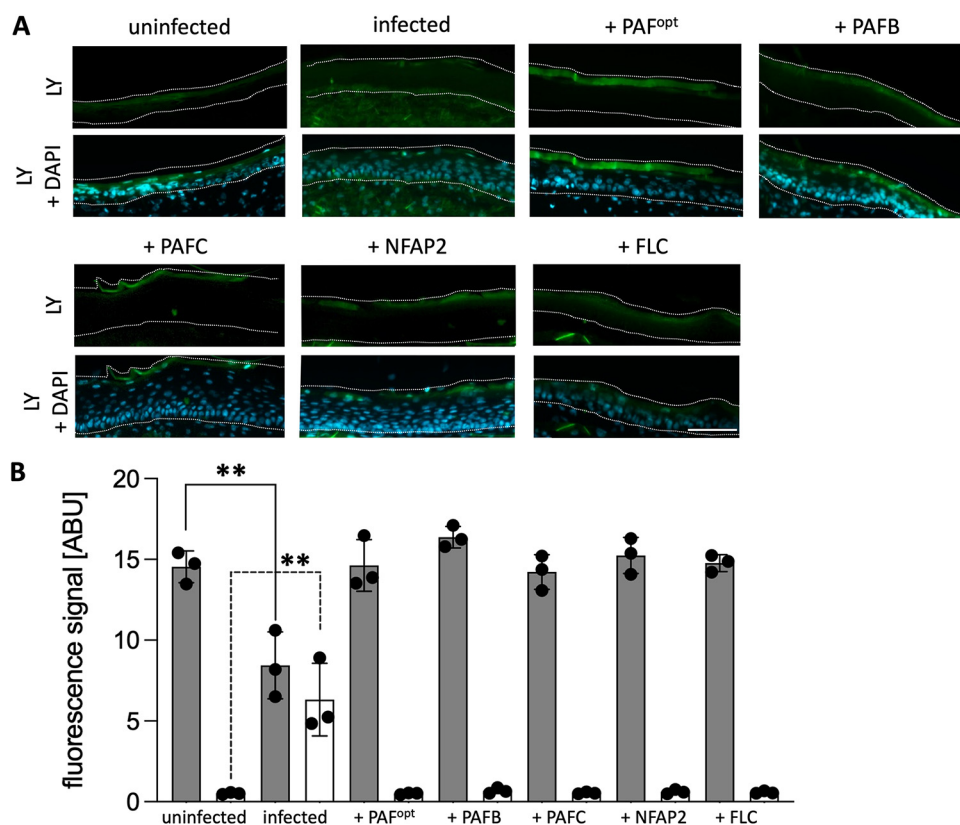 A
uninfected
infected
+ PAFᵒᵖᵗ
+ PAFB
LY
LY
+ DAPI
+ PAFC
+ NFAP2
+ FLC
LY
LY
+ DAPI
B
fluorescence signal [ABU]
20
15
10
5
0
**
**
uninfected
infected
+ PAFᵒᵖᵗ
+ PAFB
+ PAFC
+ NFAP2
+ FLC